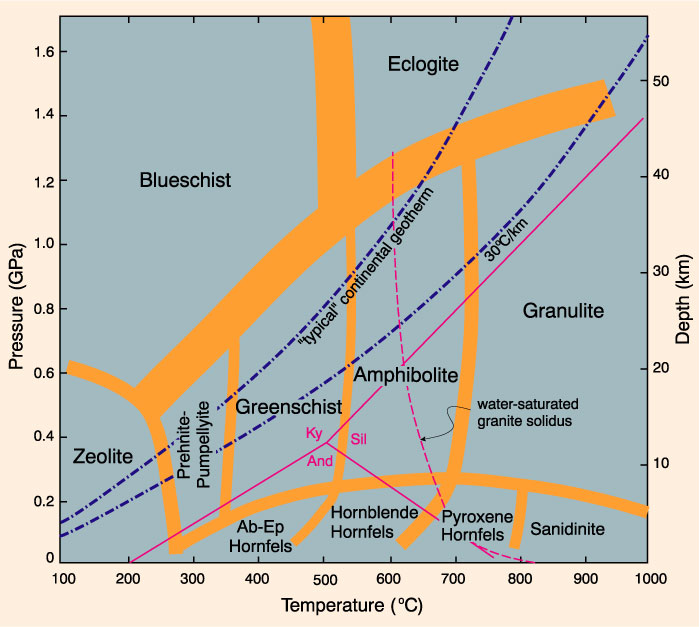 1.6
1.4
1.2
1.0
0.8
0.6
0.4
0.2
0
Pressure (GPa)
50
40
30
20
10
Depth (km)
100
200
300
400
500
600
700
800
900
1000
Temperature (°C)
Eclogite
Blueschist
"typical" continental geotherm
30°C/km
Granulite
Amphibolite
Greenschist
water-saturated
granite solidus
Prehnite-
Pumpellyite
Zeolite
Ky
Sil
And
Ab-Ep
Hornfels
Hornblende
Hornfels
Pyroxene
Hornfels
Sanidinite